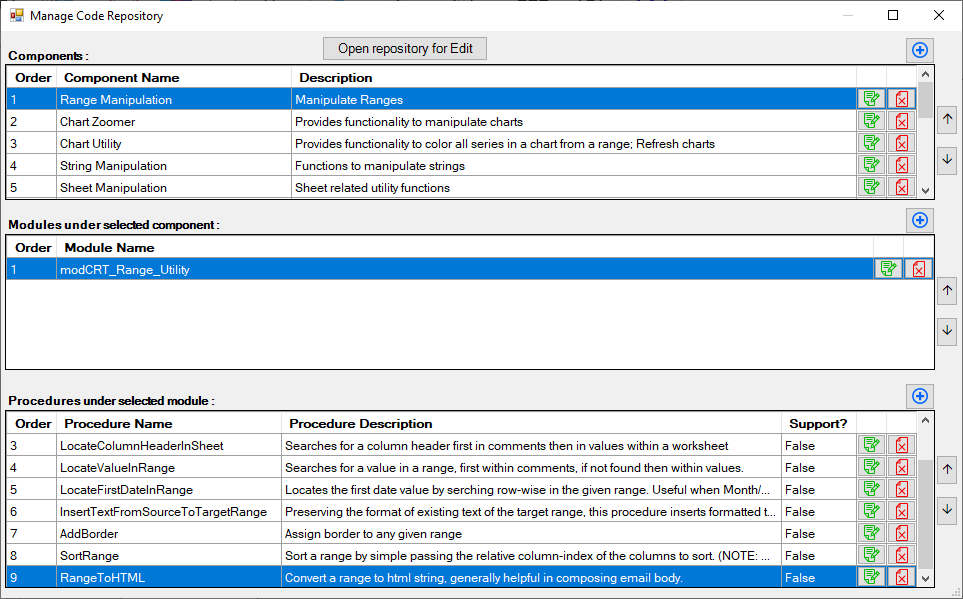 Manage Code Repository
Open repository for Edit
Components :
Order Component Name Description
1 Range Manipulation Manipulate Ranges
2 Chart Zoomer Provides functionality to manipulate charts
3 Chart Utility Provides functionality to color all series in a chart from a range; Refresh charts
4 String Manipulation Functions to manipulate strings
5 Sheet Manipulation Sheet related utility functions
Modules under selected component :
Order Module Name
1 modCRT_Range_Utility
Procedures under selected module :
Order Procedure Name Procedure Description Support?
3 LocateColumnHeaderInSheet Searches for a column header first in comments then in values within a worksheet False
4 LocateValueInRange Searches for a value in a range, first within comments, if not found then within values. False
5 LocateFirstDateInRange Locates the first date value by serching row-wise in the given range. Useful when Month/... False
6 InsertTextFromSourceToTargetRange Preserving the format of existing text of the target range, this procedure inserts formatted t... False
7 AddBorder Assign border to any given range False
8 SortRange Sort a range by simple passing the relative column-index of the columns to sort. (NOTE: ... False
9 RangeToHTML Convert a range to html string, generally helpful in composing email body. False